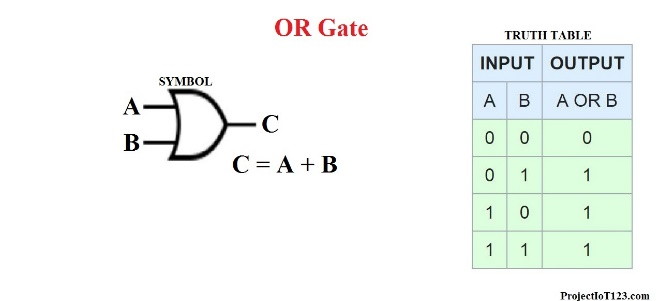 OR Gate
SYMBOL
A
B
C
C = A + B
TRUTH TABLE
INPUT OUTPUT
A B A OR B
0 0 0
0 1 1
1 0 1
1 1 1
ProjectIoT123.com